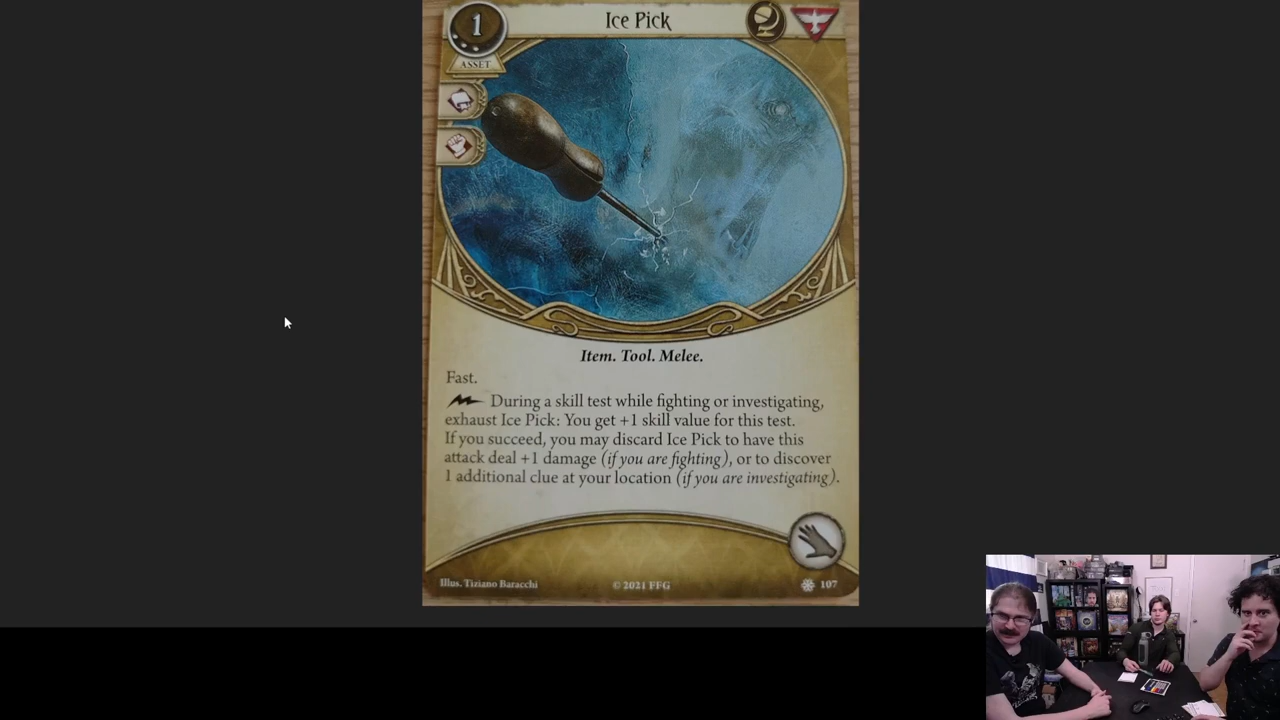 1
Ice Pick
ASSET
Item. Tool. Melee.
Fast.
During a skill test while fighting or investigating,
exhaust Ice Pick: You get +1 skill value for this test.
If you succeed, you may discard Ice Pick to have this
attack deal +1 damage (if you are fighting), or to discover
1 additional clue at your location (if you are investigating).
Illus. Tiziano Baracchi
© 2021 FFG
107